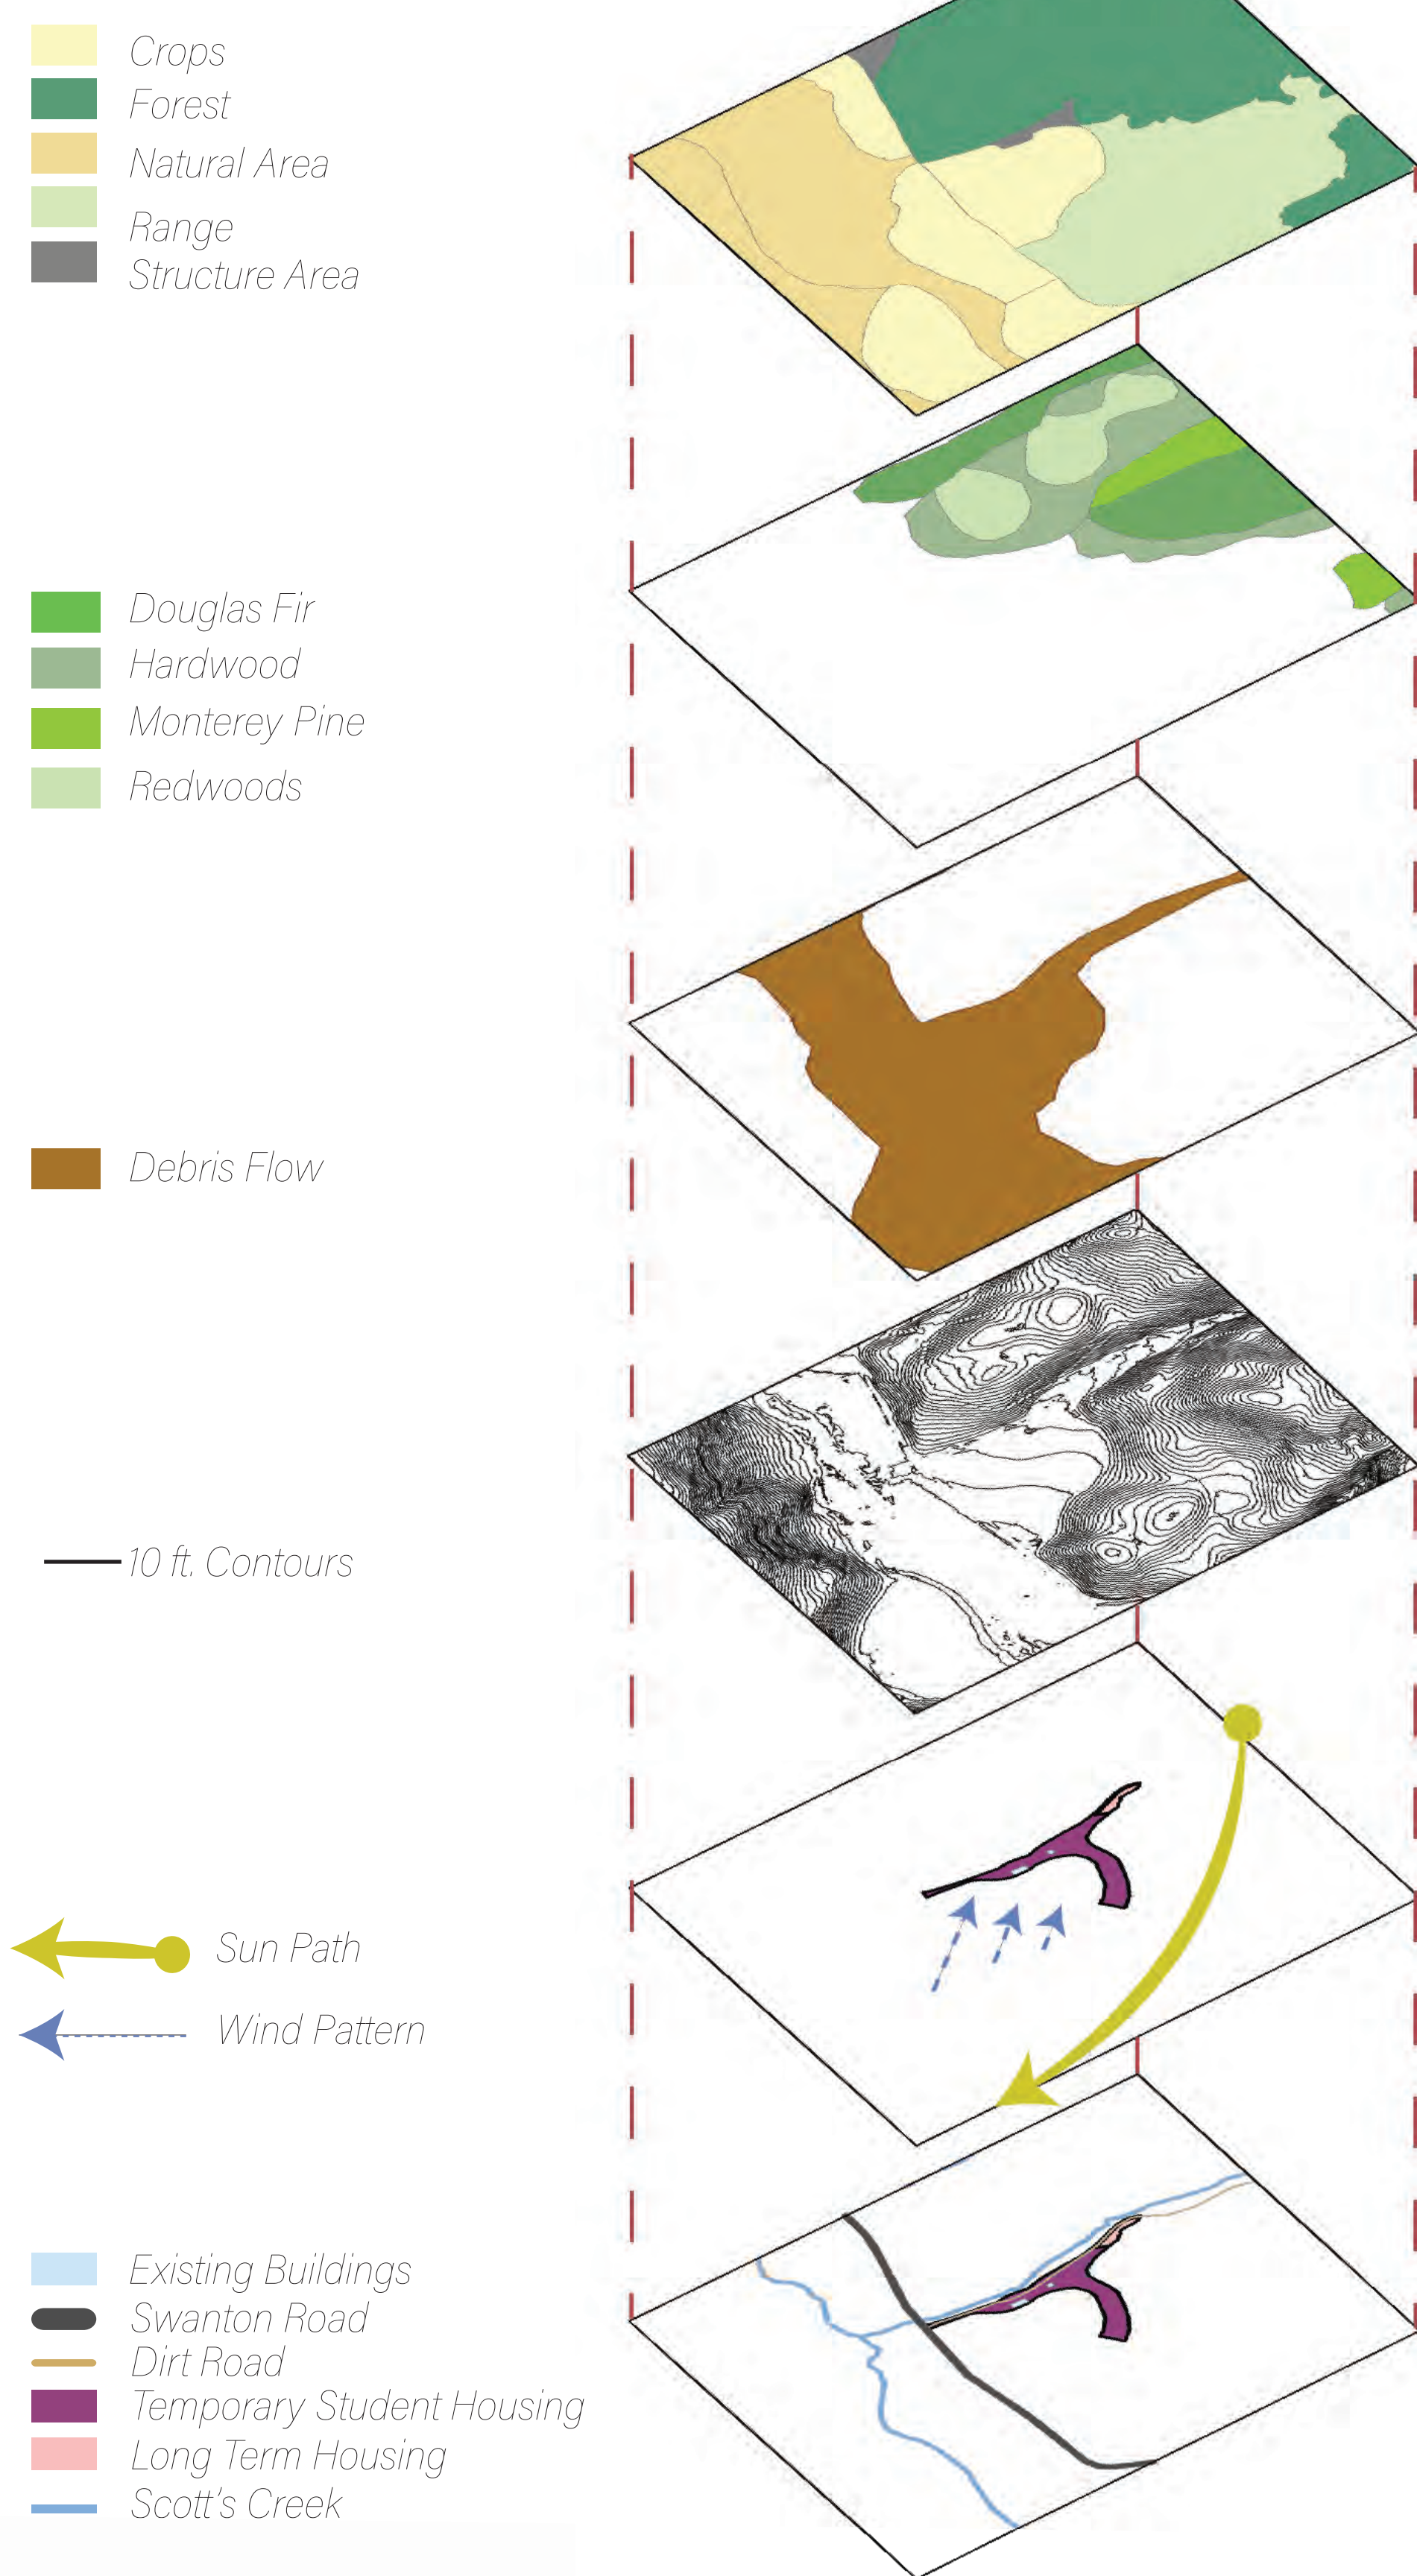 Crops
Forest
Natural Area
Range
Structure Area
Douglas Fir
Hardwood
Monterey Pine
Redwoods
Debris Flow
10 ft. Contours
Sun Path
Wind Pattern
Existing Buildings
Swanton Road
Dirt Road
Temporary Student Housing
Long Term Housing
Scott's Creek